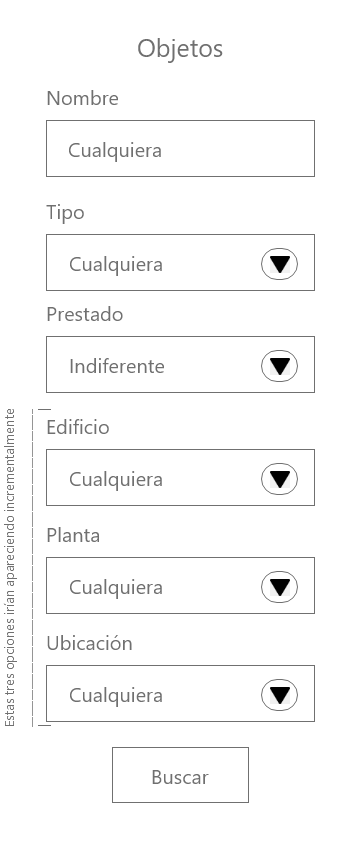 Objetos
Nombre
Cualquiera
Tipo
Cualquiera
Prestado
Indiferente
Estas tres opciones irían apareciendo incrementalmente
Edificio
Cualquiera
Planta
Cualquiera
Ubicación
Cualquiera
Buscar